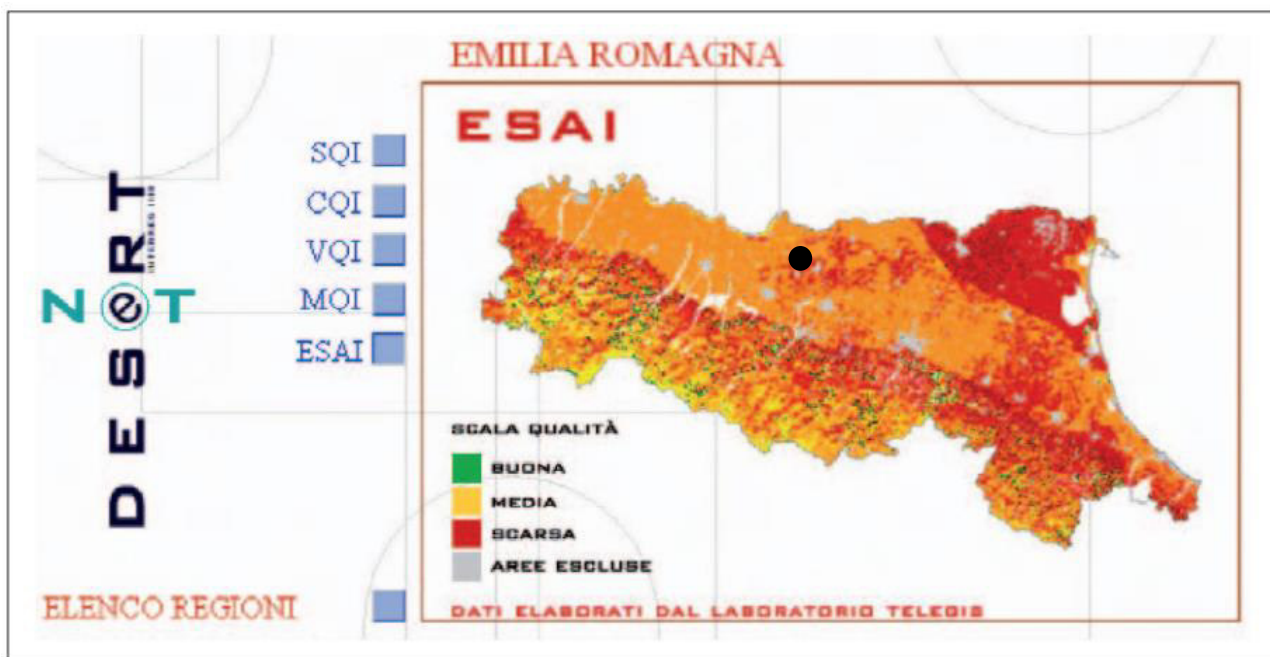 EMILIA ROMAGNA
ESAI
SQI
CQI
VQI
MQI
ESAI
DESeRT
NeT
SCALA QUALITÀ
BUONA
MEDIA
SCARSA
AREE ESCLUSE
ELENCO REGIONI
DATI ELABORATI DAL LABORATORIO TELEGIS